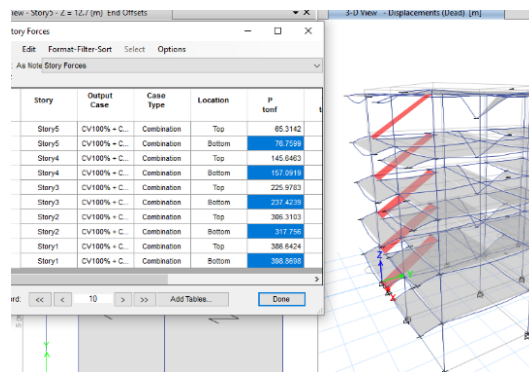 iew - Story5 - Z = 12.7 (m) End Offsets
3-D View - Displacements (Dead) [m]
Story Forces
Edit Format-Filter-Sort Select Options
As Note Story Forces
Story Output Case Case Type Location P tonf
Story5 CV100% + C... Combination Top 65.3142
Story5 CV100% + C... Combination Bottom 76.7599
Story4 CV100% + C... Combination Top 145.6463
Story4 CV100% + C... Combination Bottom 157.0919
Story3 CV100% + C... Combination Top 225.9783
Story3 CV100% + C... Combination Bottom 237.4239
Story2 CV100% + C... Combination Top 306.3103
Story2 CV100% + C... Combination Bottom 317.756
Story1 CV100% + C... Combination Top 386.6424
Story1 CV100% + C... Combination Bottom 398.8698
ord: << < 10 > >> Add Tables... Done
Z
Y
X
Y